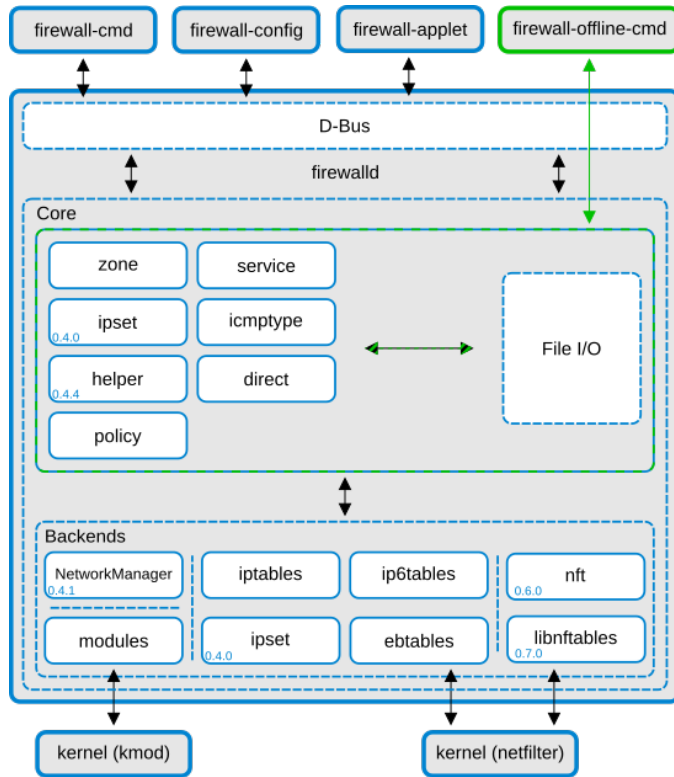 firewall-cmd
firewall-config
firewall-applet
firewall-offline-cmd
D-Bus
firewalld
Core
zone
service
ipset
0.4.0
icmptype
helper
0.4.4
direct
policy
File I/O
Backends
NetworkManager
0.4.1
iptables
ip6tables
nft
0.6.0
modules
ipset
0.4.0
ebtables
libnftables
0.7.0
kernel (kmod)
kernel (netfilter)